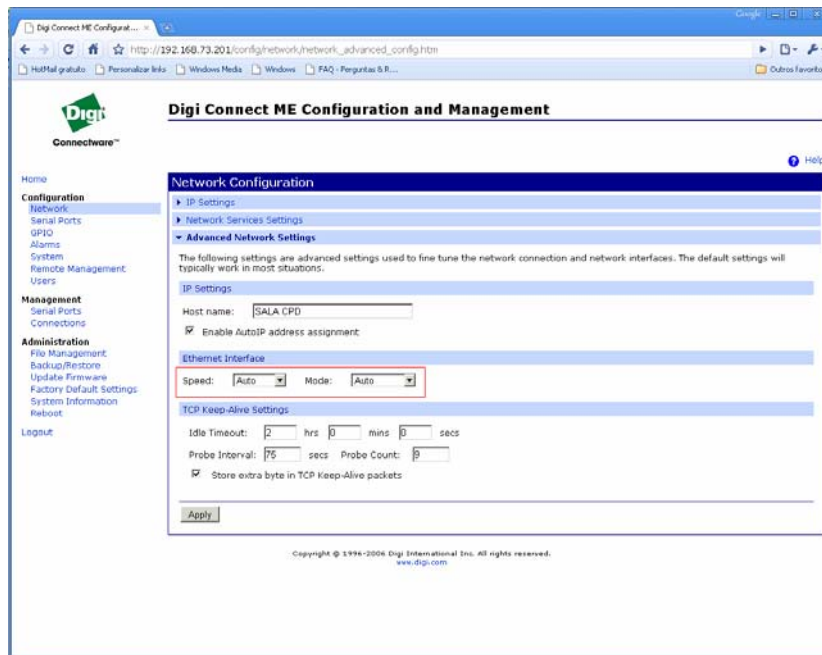 Google
Digi Connect ME Configurat...
http://192.168.73.201/config/network/network_advanced_config.htm
HotMail gratuito Personalizar links Windows Media Windows FAQ - Perguntas & R...
Outros favorito
Digi
Connectware™
Digi Connect ME Configuration and Management
Help
Home
Configuration
Network
Serial Ports
GPIO
Alarms
System
Remote Management
Users
Management
Serial Ports
Connections
Administration
File Management
Backup/Restore
Update Firmware
Factory Default Settings
System Information
Reboot
Logout
Network Configuration
IP Settings
Network Services Settings
Advanced Network Settings
The following settings are advanced settings used to fine tune the network connection and network interfaces. The default settings will
typically work in most situations.
IP Settings
Host name: SALA CPD
Enable AutoIP address assignment
Ethernet Interface
Speed: Auto Mode: Auto
TCP Keep-Alive Settings
Idle Timeout: 2 hrs 0 mins 0 secs
Probe Interval: 75 secs Probe Count: 9
Store extra byte in TCP Keep-Alive packets
Apply
Copyright © 1996-2006 Digi International Inc. All rights reserved.
www.digi.com